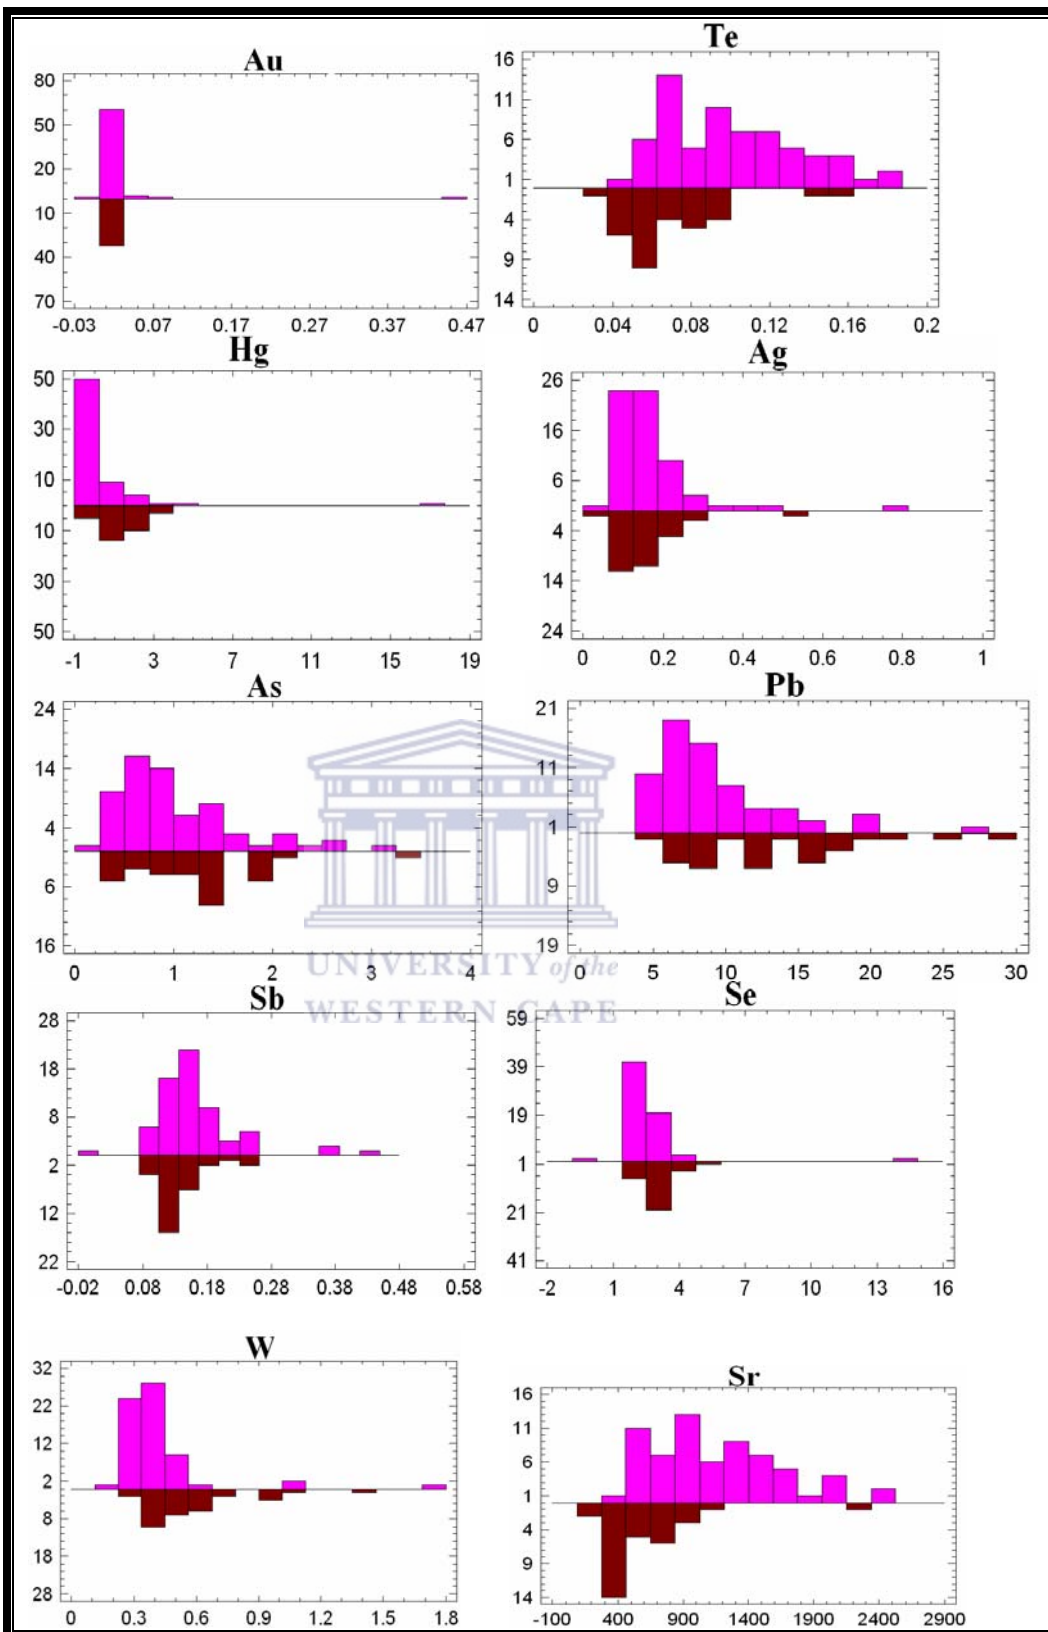 Au
80
50
20
10
40
70
-0.03 0.07 0.17 0.27 0.37 0.47
Te
16
11
6
1
4
9
14
0 0.04 0.08 0.12 0.16 0.2
Hg
50
30
10
10
30
50
-1 3 7 11 15 19
Ag
26
16
6
4
14
24
0 0.2 0.4 0.6 0.8 1
As
24
14
4
6
16
0 1 2 3 4
Pb
21
11
1
9
19
0 5 10 15 20 25 30
UNIVERSITY of the
WESTERN CAPE
Sb
28
18
8
2
12
22
-0.02 0.08 0.18 0.28 0.38 0.48 0.58
Se
59
39
19
1
21
41
-2 1 4 7 10 13 16
W
32
22
12
2
8
18
28
0 0.3 0.6 0.9 1.2 1.5 1.8
Sr
16
11
6
1
4
9
14
-100 400 900 1400 1900 2400 2900